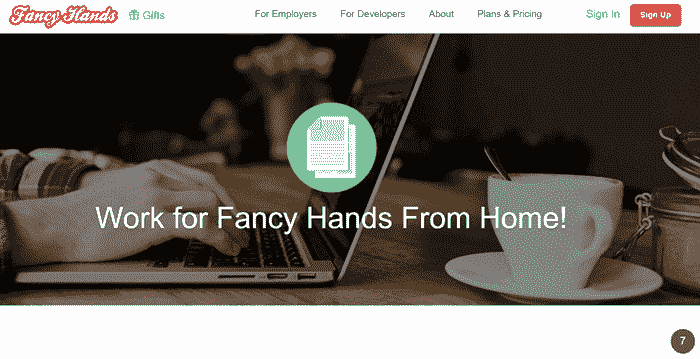 Fancy Hands Gifts For Employers For Developers About Plans & Pricing Sign In Sign Up
Work for Fancy Hands From Home!
7